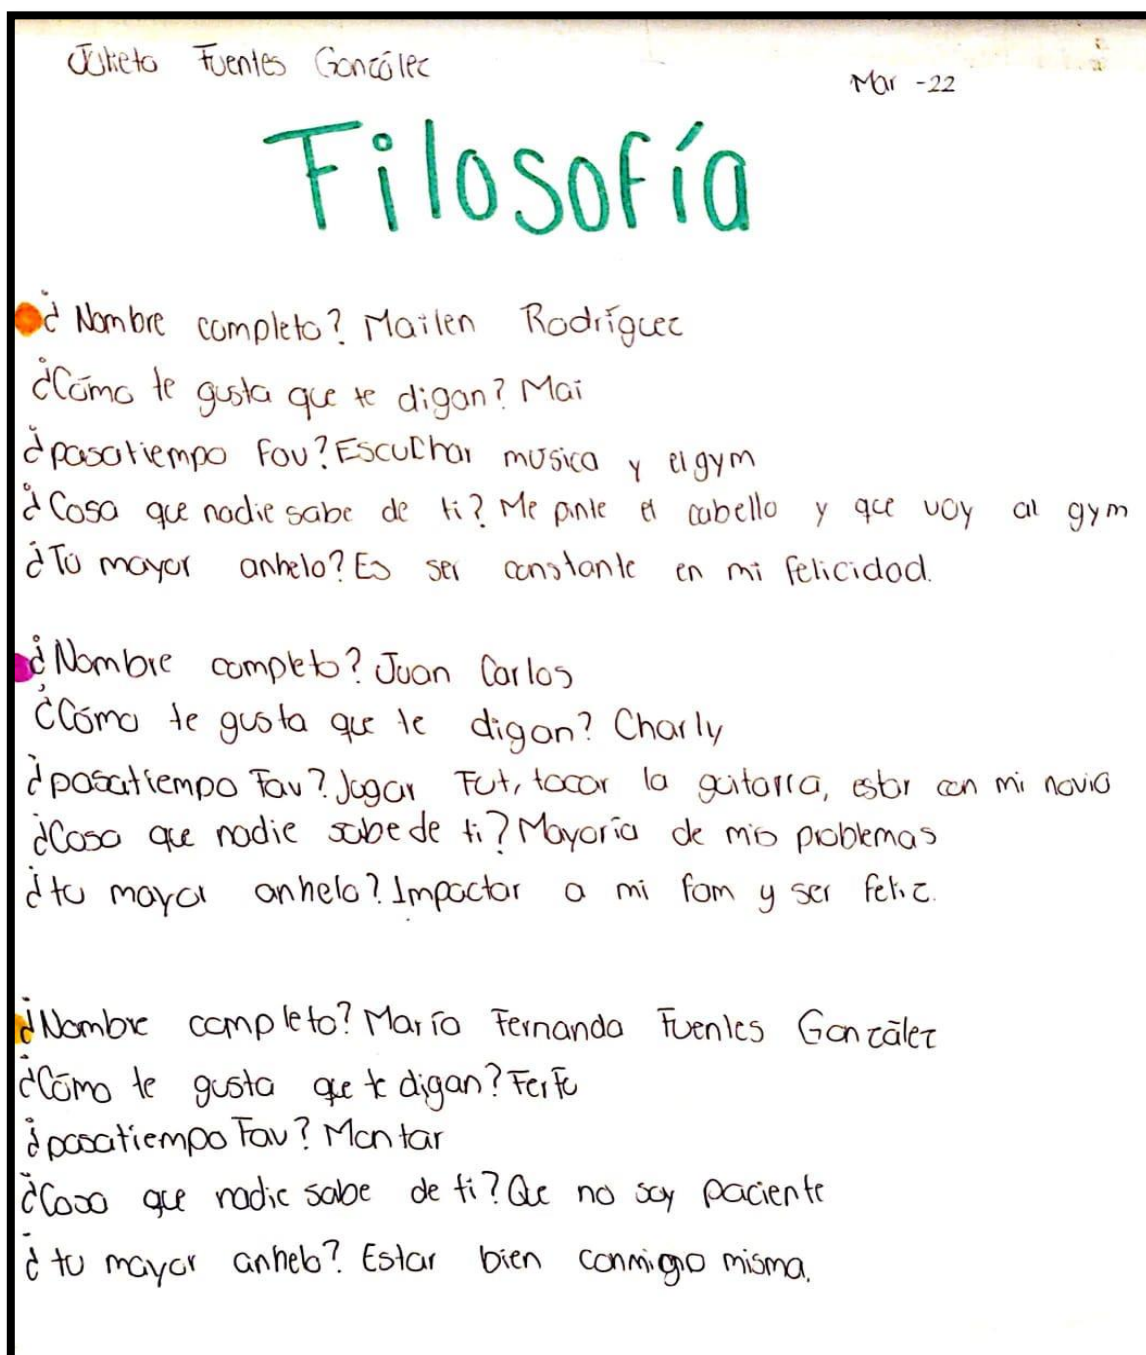 Julieta Fuentes González
Mar -22
Filosofía
¿Nombre completo? Mailen Rodríguez
¿Cómo te gusta que te digan? Mai
¿pasatiempo fav? Escuchar musica y el gym
¿Cosa que nadie sabe de ti? Me pinte el cabello y que voy al gym
¿Tú mayor anhelo? Es ser constante en mi felicidad.
¿Nombre completo? Juan Carlos
¿Cómo te gusta que te digan? Charly
¿pasatiempo Fav? Jugar Fut, tocar la guitarra, estar con mi novia
¿Cosa que nadie sabe de ti? Mayoría de mis problemas
¿tu mayor anhelo? Impactar a mi fam y ser feliz.
¿Nombre completo? María Fernanda Fuentes González
¿Cómo te gusta que te digan? Ferfe
¿pasatiempo Fav? Montar
¿Cosa que nadie sabe de ti? Que no soy paciente
¿tu mayor anhelo? Estar bien conmigo misma.